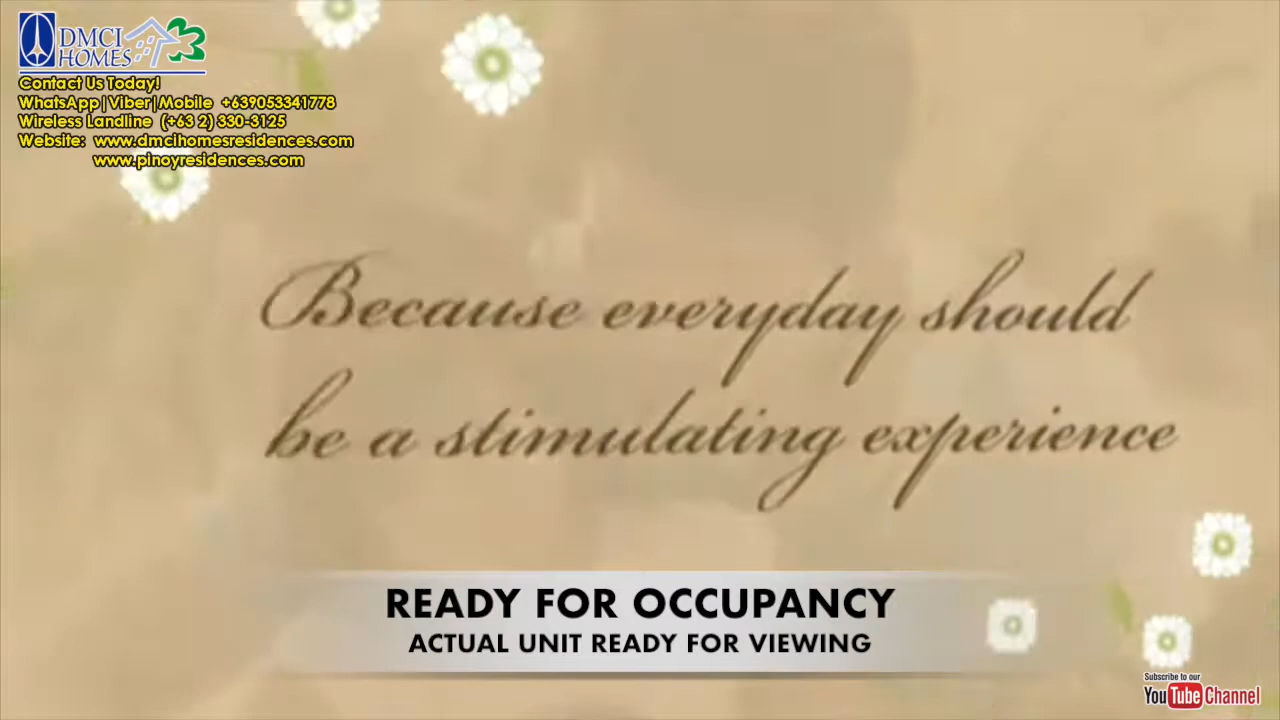 DMCI
HOMES
Contact Us Today!
WhatsApp|Viber|Mobile +639053341778
Wireless Landline (+63 2) 330-3125
Website: www.dmcihomesresidences.com
www.pinoyresidences.com
Because everyday should
be a stimulating experience
READY FOR OCCUPANCY
ACTUAL UNIT READY FOR VIEWING
Subscribe to our
YouTube Channel